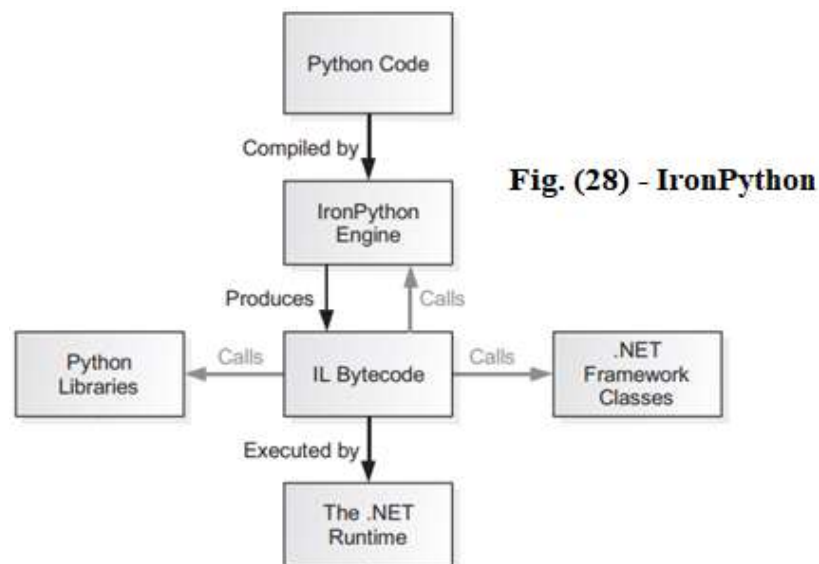 Python Code
Compiled by
Fig. (28) - IronPython
IronPython
Engine
Produces
Calls
Python
Libraries
Calls
IL Bytecode
Calls
.NET
Framework
Classes
Executed by
The .NET
Runtime